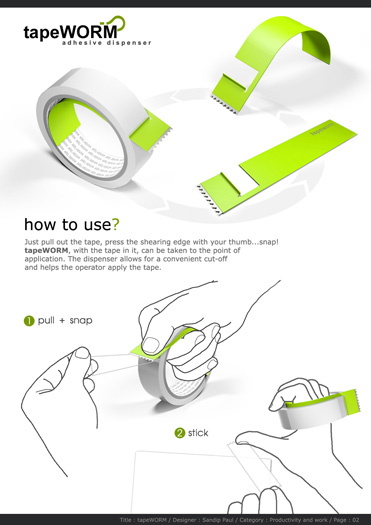 tapeWORM
adhesive dispenser
how to use?
Just pull out the tape, press the shearing edge with your thumb...snap!
tapeWORM, with the tape in it, can be taken to the point of
application. The dispenser allows for a convenient cut-off
and helps the operator apply the tape.
1 pull + snap
2 stick
Title : tapeWORM / Designer : Sandip Paul / Category : Productivity and work / Page : 02